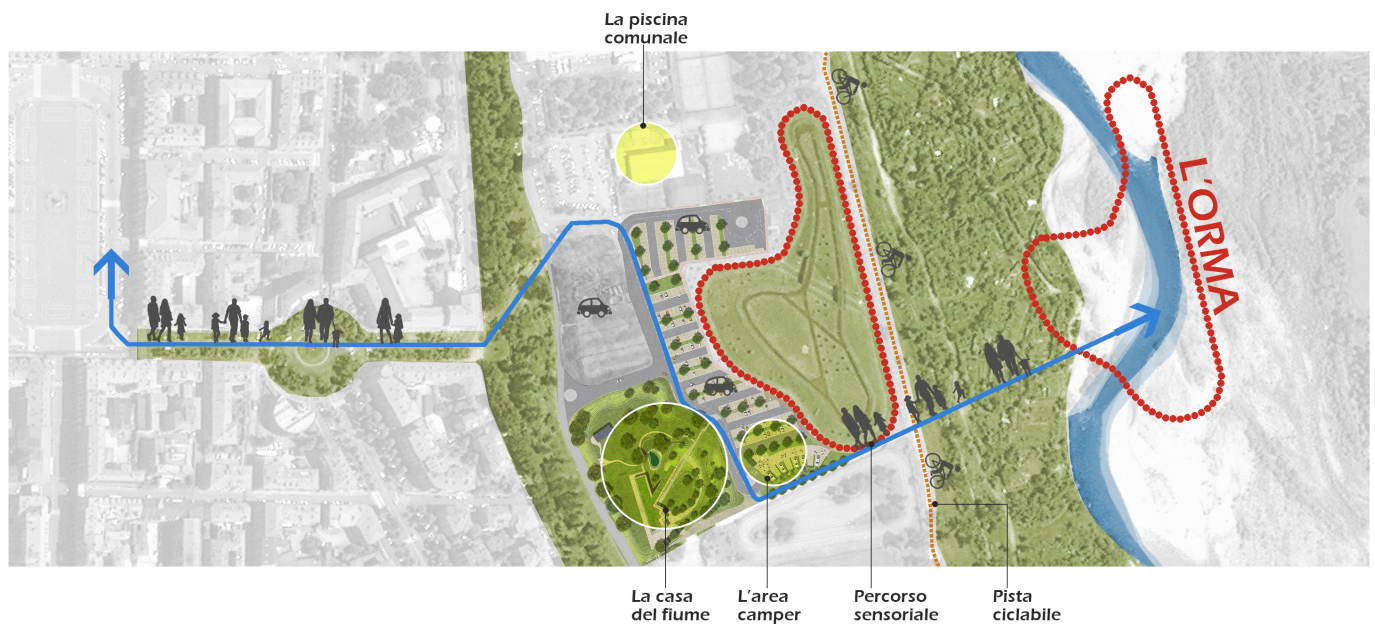 La piscina
comunale
L'ORMA
La casa
del fiume
L'area
camper
Percorso
sensoriale
Pista
ciclabile